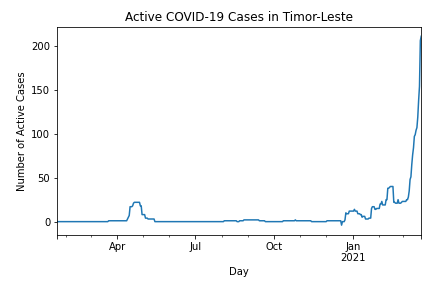 Active COVID-19 Cases in Timor-Leste
Number of Active Cases
200
150
100
50
0
Apr
Jul
Oct
Jan
2021
Day